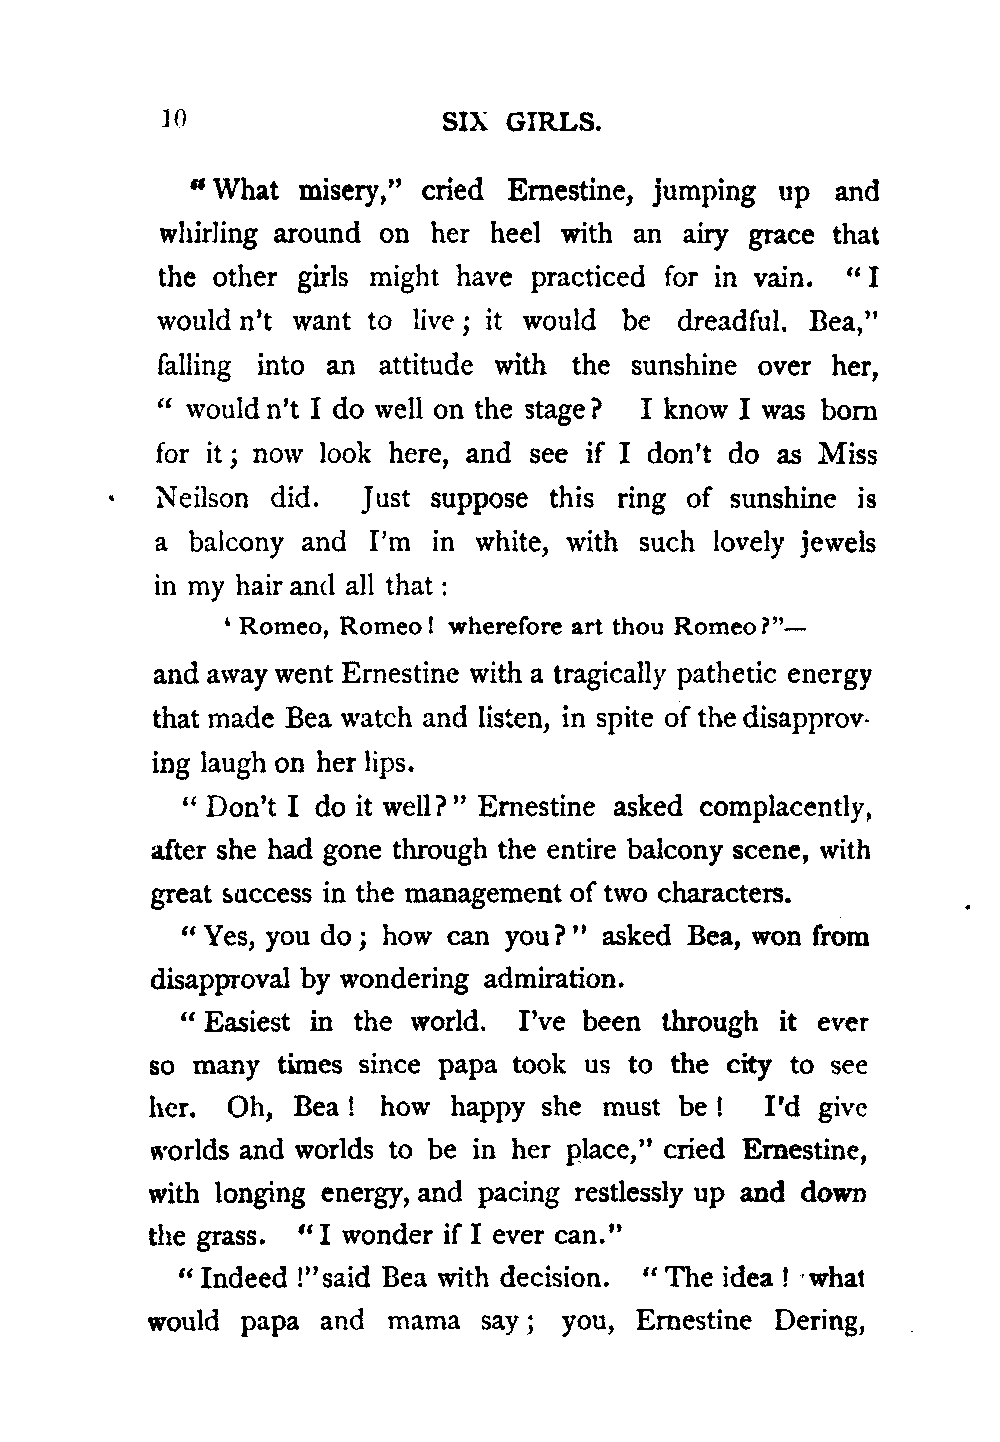 10 SIX GIRLS.
"What misery," cried Ernestine, jumping up and
whirling around on her heel with an airy grace that
the other girls might have practiced for in vain. "I
would n't want to live; it would be dreadful. Bea,"
falling into an attitude with the sunshine over her,
"would n't I do well on the stage? I know I was born
for it; now look here, and see if I don't do as Miss
Neilson did. Just suppose this ring of sunshine is
a balcony and I'm in white, with such lovely jewels
in my hair and all that:
'Romeo, Romeo! wherefore art thou Romeo?"—
and away went Ernestine with a tragically pathetic energy
that made Bea watch and listen, in spite of the disapprov-
ing laugh on her lips.
"Don't I do it well?" Ernestine asked complacently,
after she had gone through the entire balcony scene, with
great success in the management of two characters.
"Yes, you do; how can you?" asked Bea, won from
disapproval by wondering admiration.
"Easiest in the world. I've been through it ever
so many times since papa took us to the city to see
her. Oh, Bea! how happy she must be! I'd give
worlds and worlds to be in her place," cried Ernestine,
with longing energy, and pacing restlessly up and down
the grass. "I wonder if I ever can."
"Indeed!" said Bea with decision. "The idea! what
would papa and mama say; you, Ernestine Dering,